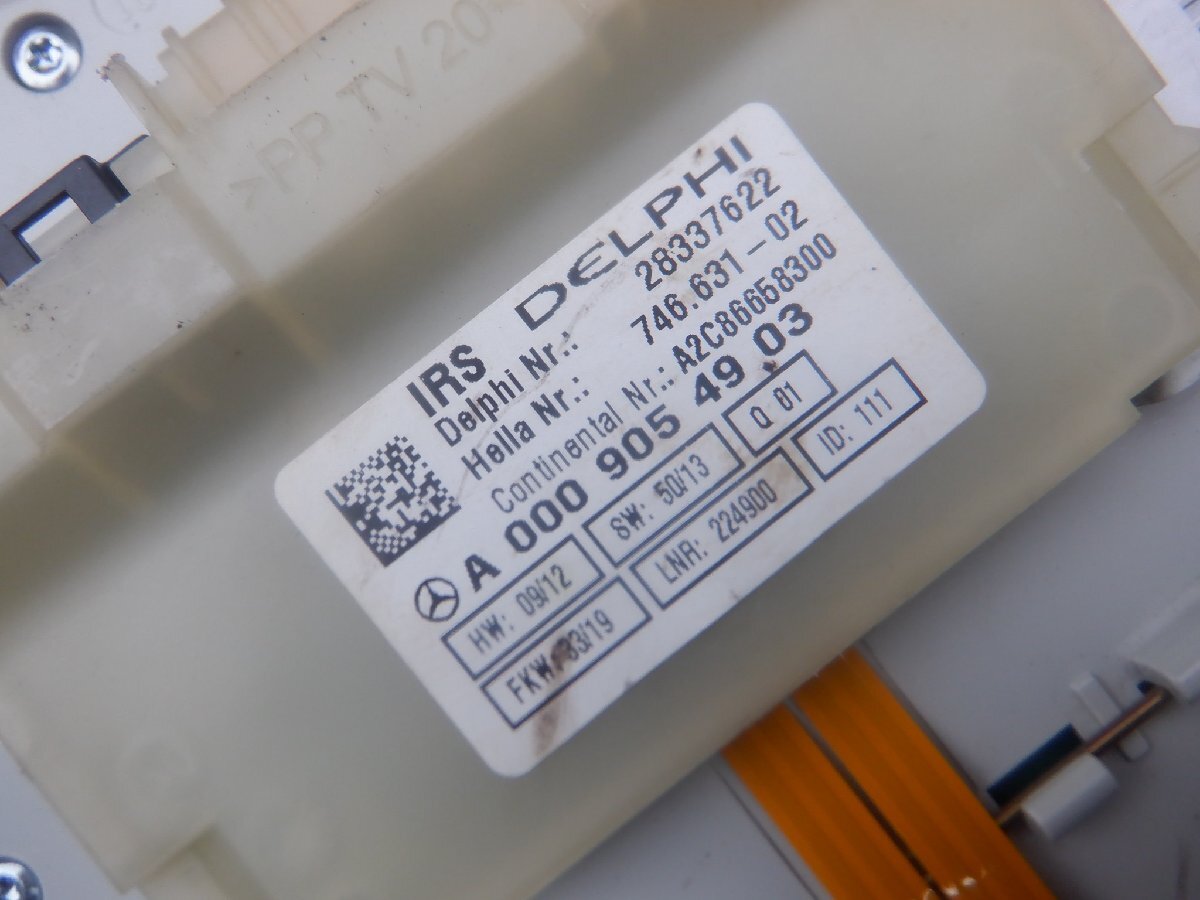 >PP TV 20
IRS DELPHI
Delphi Nr.: 28337622
Hella Nr.: 746.631-02
Continental Nr.: A2C86658300
A 000 905 49 03
HW: 09/12 SW: 50/13 Q 01
FKW: 33/19 LNR: 224900 ID: 111